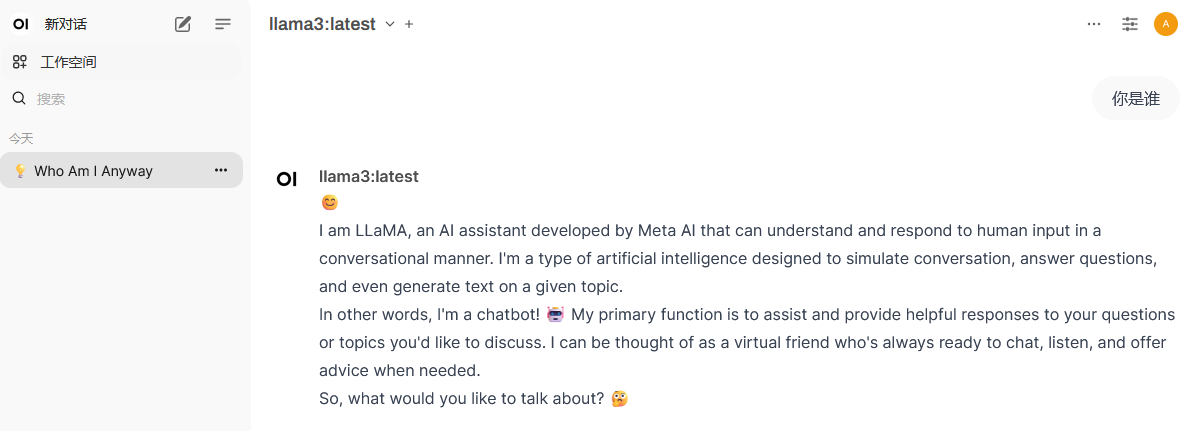 OI 新对话
工作空间
搜索
今天
Who Am I Anyway
llama3:latest
A
你是谁
OI llama3:latest
😊
I am LLaMA, an AI assistant developed by Meta AI that can understand and respond to human input in a
conversational manner. I'm a type of artificial intelligence designed to simulate conversation, answer questions,
and even generate text on a given topic.
In other words, I'm a chatbot! 🤖 My primary function is to assist and provide helpful responses to your questions
or topics you'd like to discuss. I can be thought of as a virtual friend who's always ready to chat, listen, and offer
advice when needed.
So, what would you like to talk about? 🤔